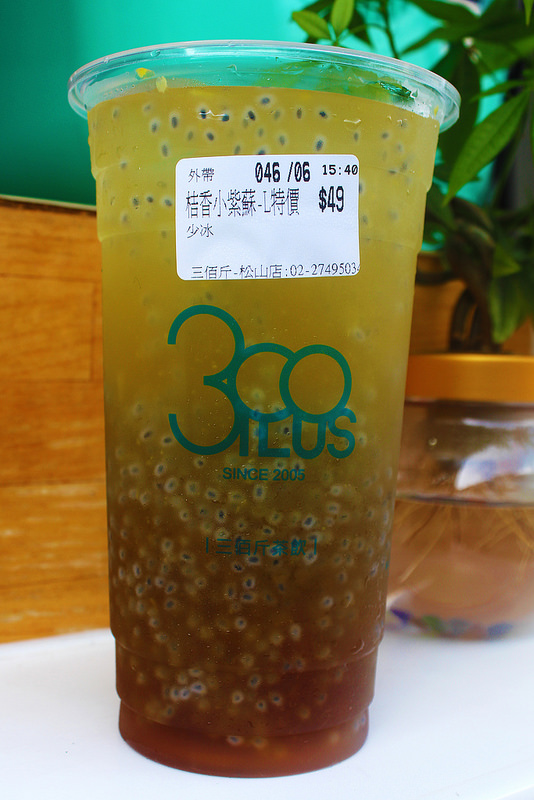 外帶 046 /06 15:40
桔香小紫蘇-L特價 $49
少冰
三佰斤-松山店:02-2749503
300
SINCE 2005
[三佰斤茶飲]